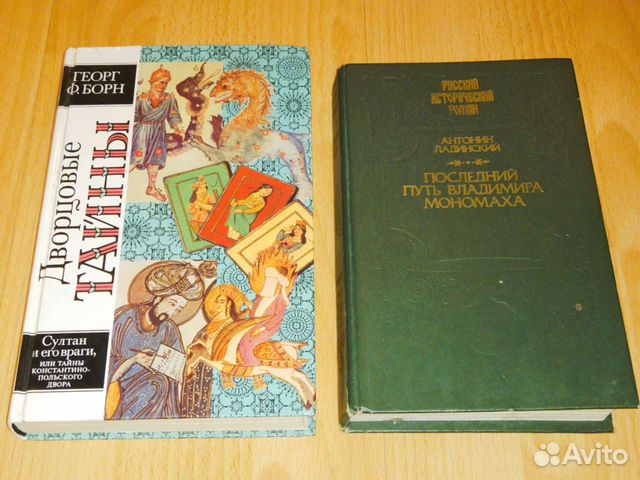 ГЕОРГ
Ф. БОРН
Дворцовые
ТАЙНЫ
Султан
и его враги,
ИЛИ ТАЙНЫ
КОНСТАНТИНО-
ПОЛЬСКОГО
ДВОРА
РУССКИЙ
ИСТОРИЧЕСКИЙ
РОМАН
АНТОНИН
ЛАДИНСКИЙ
ПОСЛЕДНИЙ
ПУТЬ ВЛАДИМИРА
МОНОМАХА
Avito